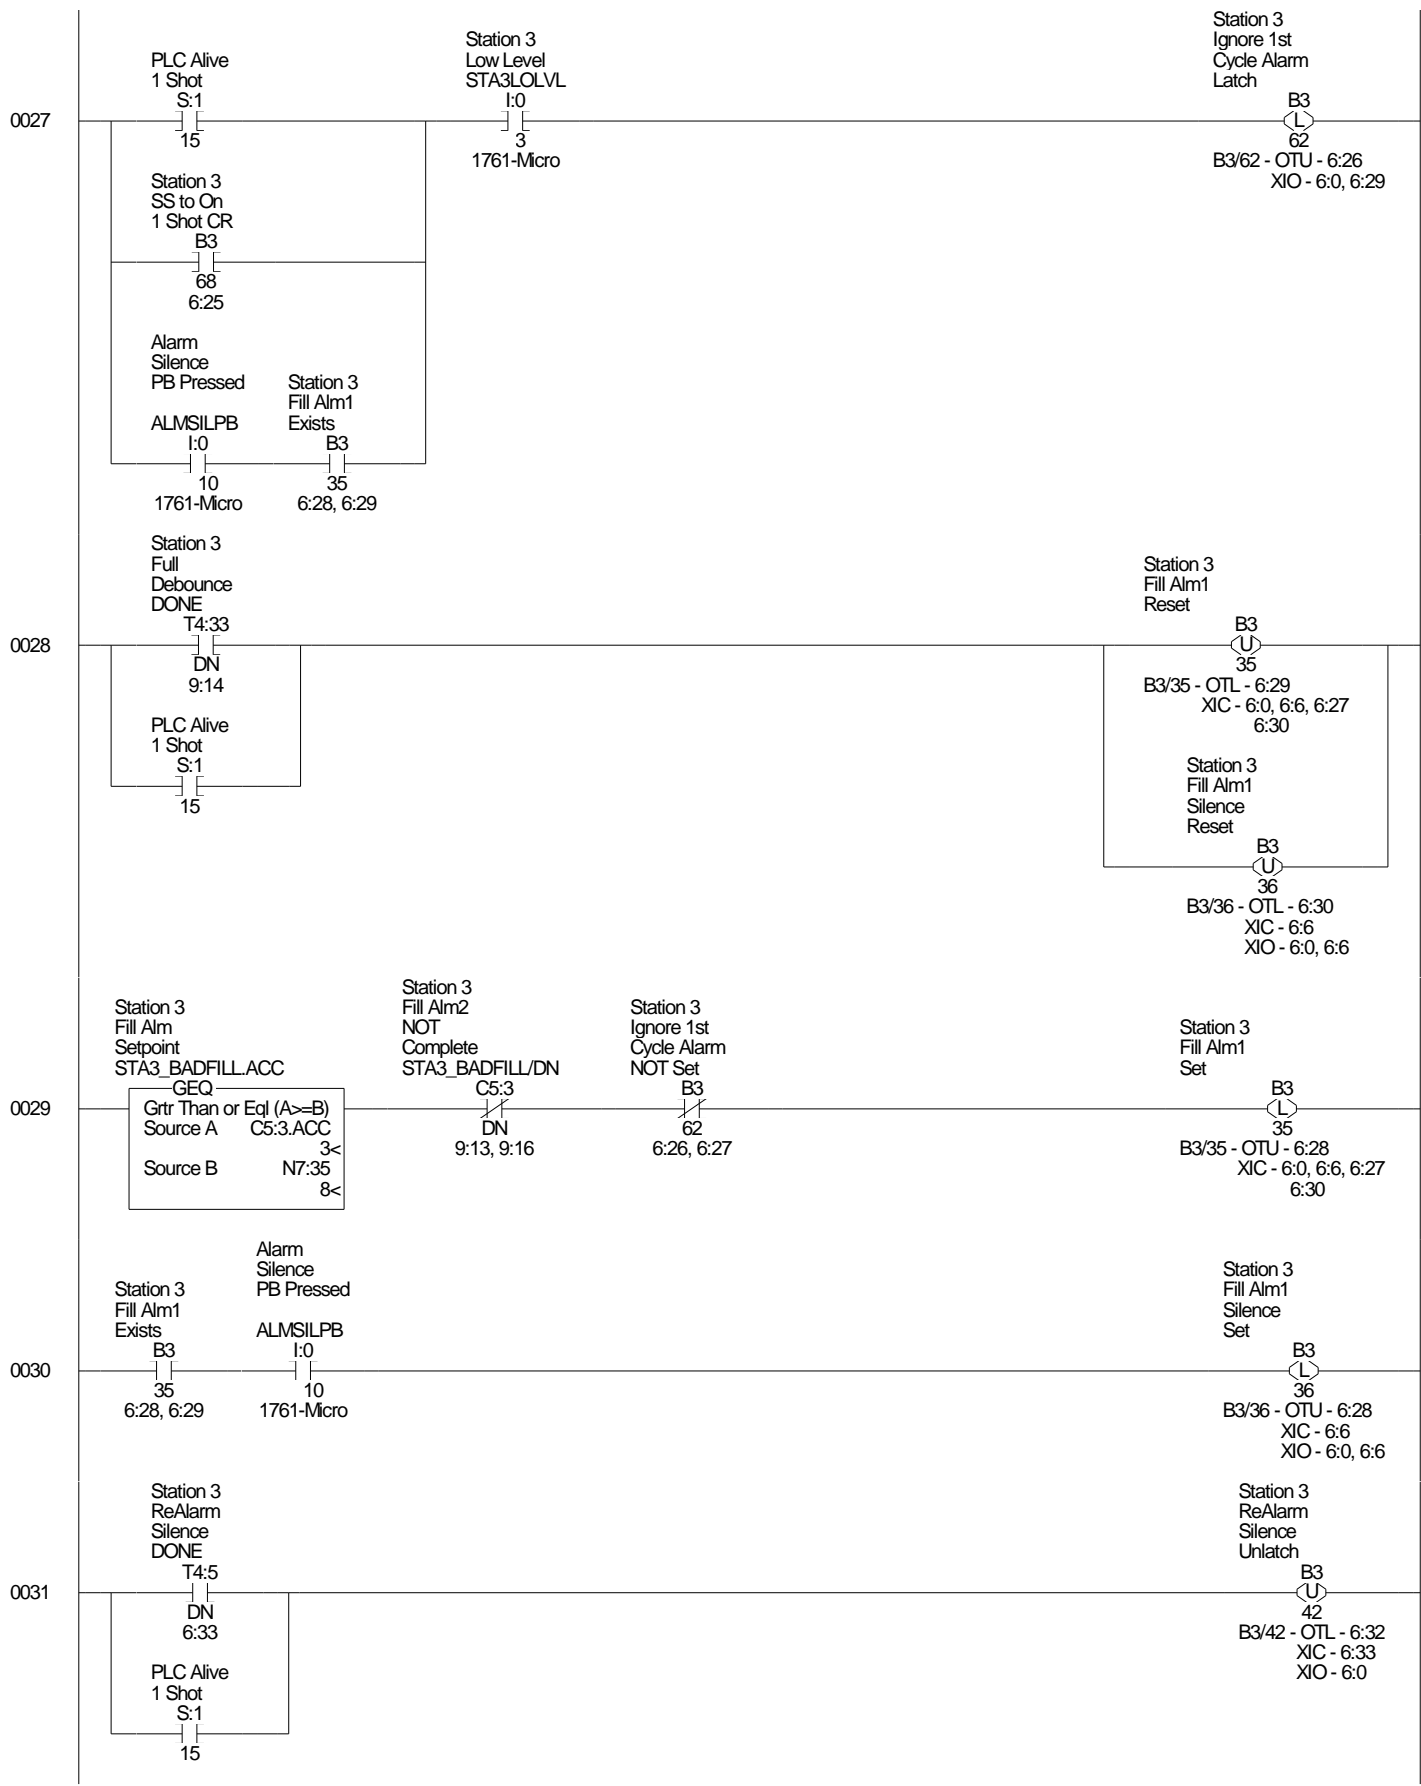 0027
PLC Alive
1 Shot
S:1
15
Station 3
SS to On
1 Shot CR
B3
68
6:25
Alarm
Silence
PB Pressed
ALMSILPB
I:0
10
1761-Micro
Station 3
Fill Alm1
Exists
B3
35
6:28, 6:29
Station 3
Low Level
STA3LOLVL
I:0
3
1761-Micro
Station 3
Ignore 1st
Cycle Alarm
Latch
B3
L
62
B3/62 - OTU - 6:26
XIO - 6:0, 6:29
0028
Station 3
Full
Debounce
DONE
T4:33
DN
9:14
PLC Alive
1 Shot
S:1
15
Station 3
Fill Alm1
Reset
B3
U
35
B3/35 - OTL - 6:29
XIC - 6:0, 6:6, 6:27
6:30
Station 3
Fill Alm1
Silence
Reset
B3
U
36
B3/36 - OTL - 6:30
XIC - 6:6
XIO - 6:0, 6:6
0029
Station 3
Fill Alm
Setpoint
STA3_BADFILL.ACC
GEQ
Grtr Than or Eql (A>=B)
Source A C5:3.ACC
3<
Source B N7:35
8<
Station 3
Fill Alm2
NOT
Complete
STA3_BADFILL/DN
C5:3
DN
9:13, 9:16
Station 3
Ignore 1st
Cycle Alarm
NOT Set
B3
62
6:26, 6:27
Station 3
Fill Alm1
Set
B3
L
35
B3/35 - OTU - 6:28
XIC - 6:0, 6:6, 6:27
6:30
0030
Station 3
Fill Alm1
Exists
B3
35
6:28, 6:29
Alarm
Silence
PB Pressed
ALMSILPB
I:0
10
1761-Micro
Station 3
Fill Alm1
Silence
Set
B3
L
36
B3/36 - OTU - 6:28
XIC - 6:6
XIO - 6:0, 6:6
0031
Station 3
ReAlarm
Silence
DONE
T4:5
DN
6:33
PLC Alive
1 Shot
S:1
15
Station 3
ReAlarm
Silence
Unlatch
B3
U
42
B3/42 - OTL - 6:32
XIC - 6:33
XIO - 6:0